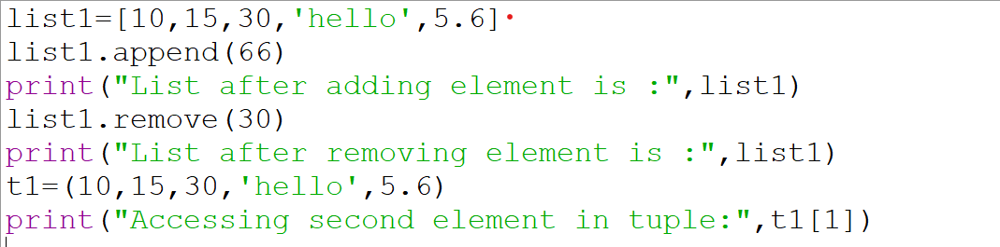 list1=[10,15,30,'hello',5.6]
list1.append(66)
print("List after adding element is :",list1)
list1.remove(30)
print("List after removing element is :",list1)
t1=(10,15,30,'hello',5.6)
print("Accessing second element in tuple:",t1[1])